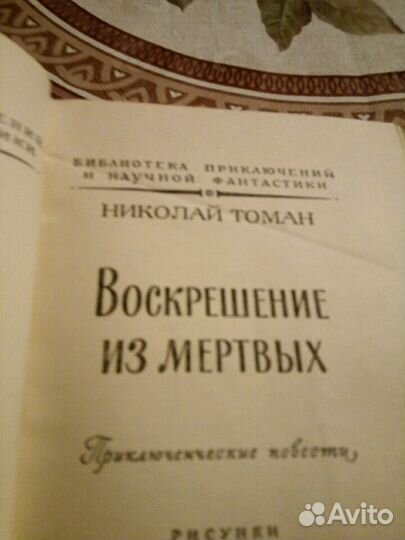 БИБЛИОТЕКА ПРИКЛЮЧЕНИЙ
И НАУЧНОЙ ФАНТАСТИКИ
НИКОЛАЙ ТОМАН
ВОСКРЕШЕНИЕ
ИЗ МЕРТВЫХ
Приключенческие повести
РИСУНКИ
Avito